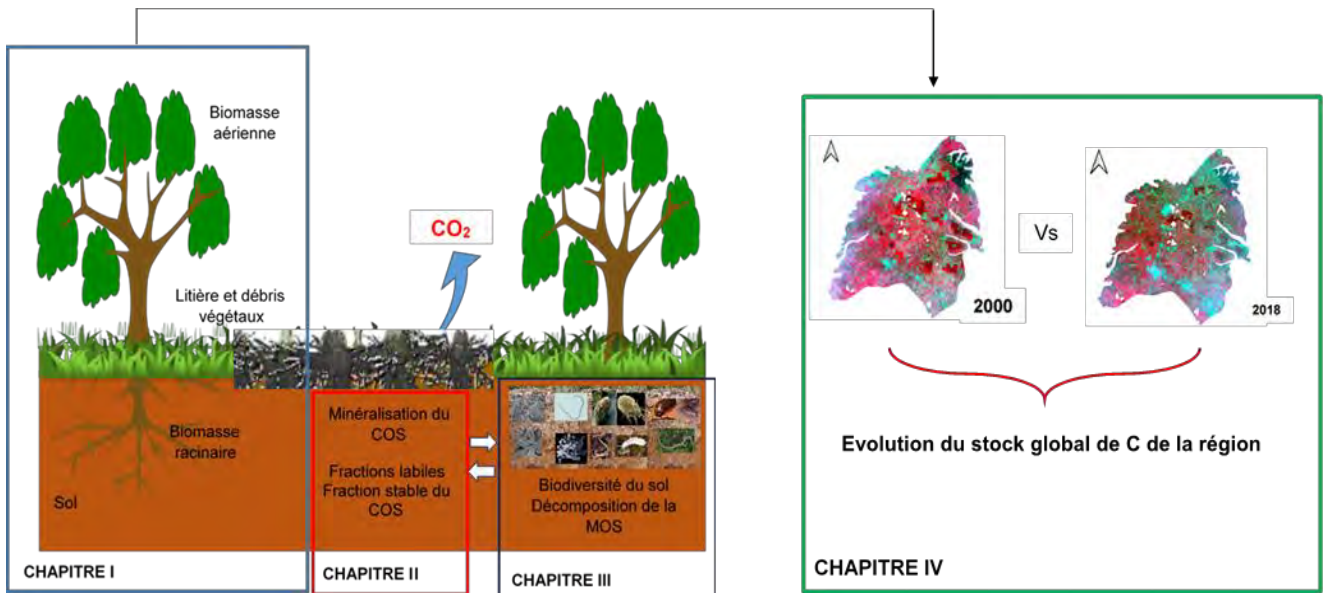 Biomasse
aérienne
Litière et débris
végétaux
Biomasse
racinaire
Sol
CHAPITRE I
CO₂
Minéralisation du
COS
Fractions labiles
Fraction stable du
COS
CHAPITRE II
Biodiversité du sol
Décomposition de la
MOS
CHAPITRE III
2000
Vs
2018
Evolution du stock global de C de la région
CHAPITRE IV